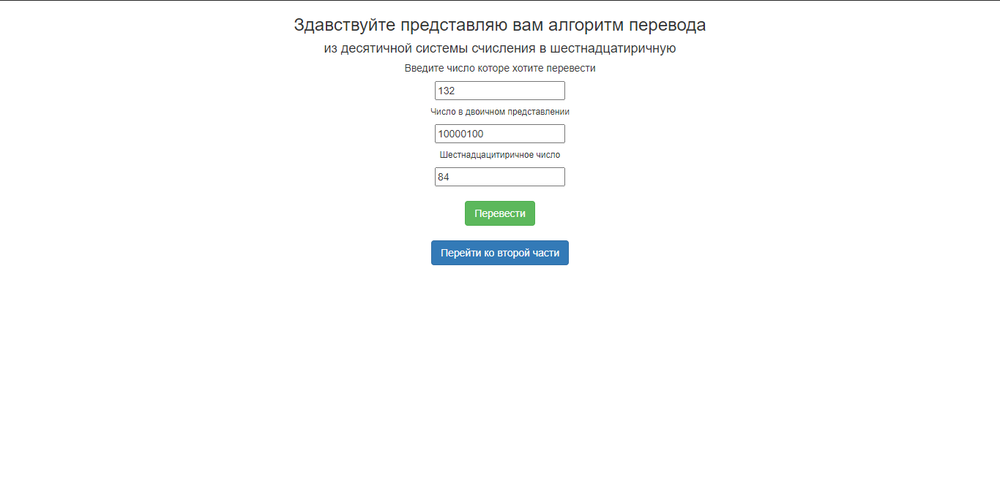 Здавствуйте представляю вам алгоритм перевода
из десятичной системы счисления в шестнадцатиричную
Введите число которе хотите перевести
132
Число в двоичном представлении
10000100
Шестнадцацитиричное число
84
Перевести
Перейти ко второй части